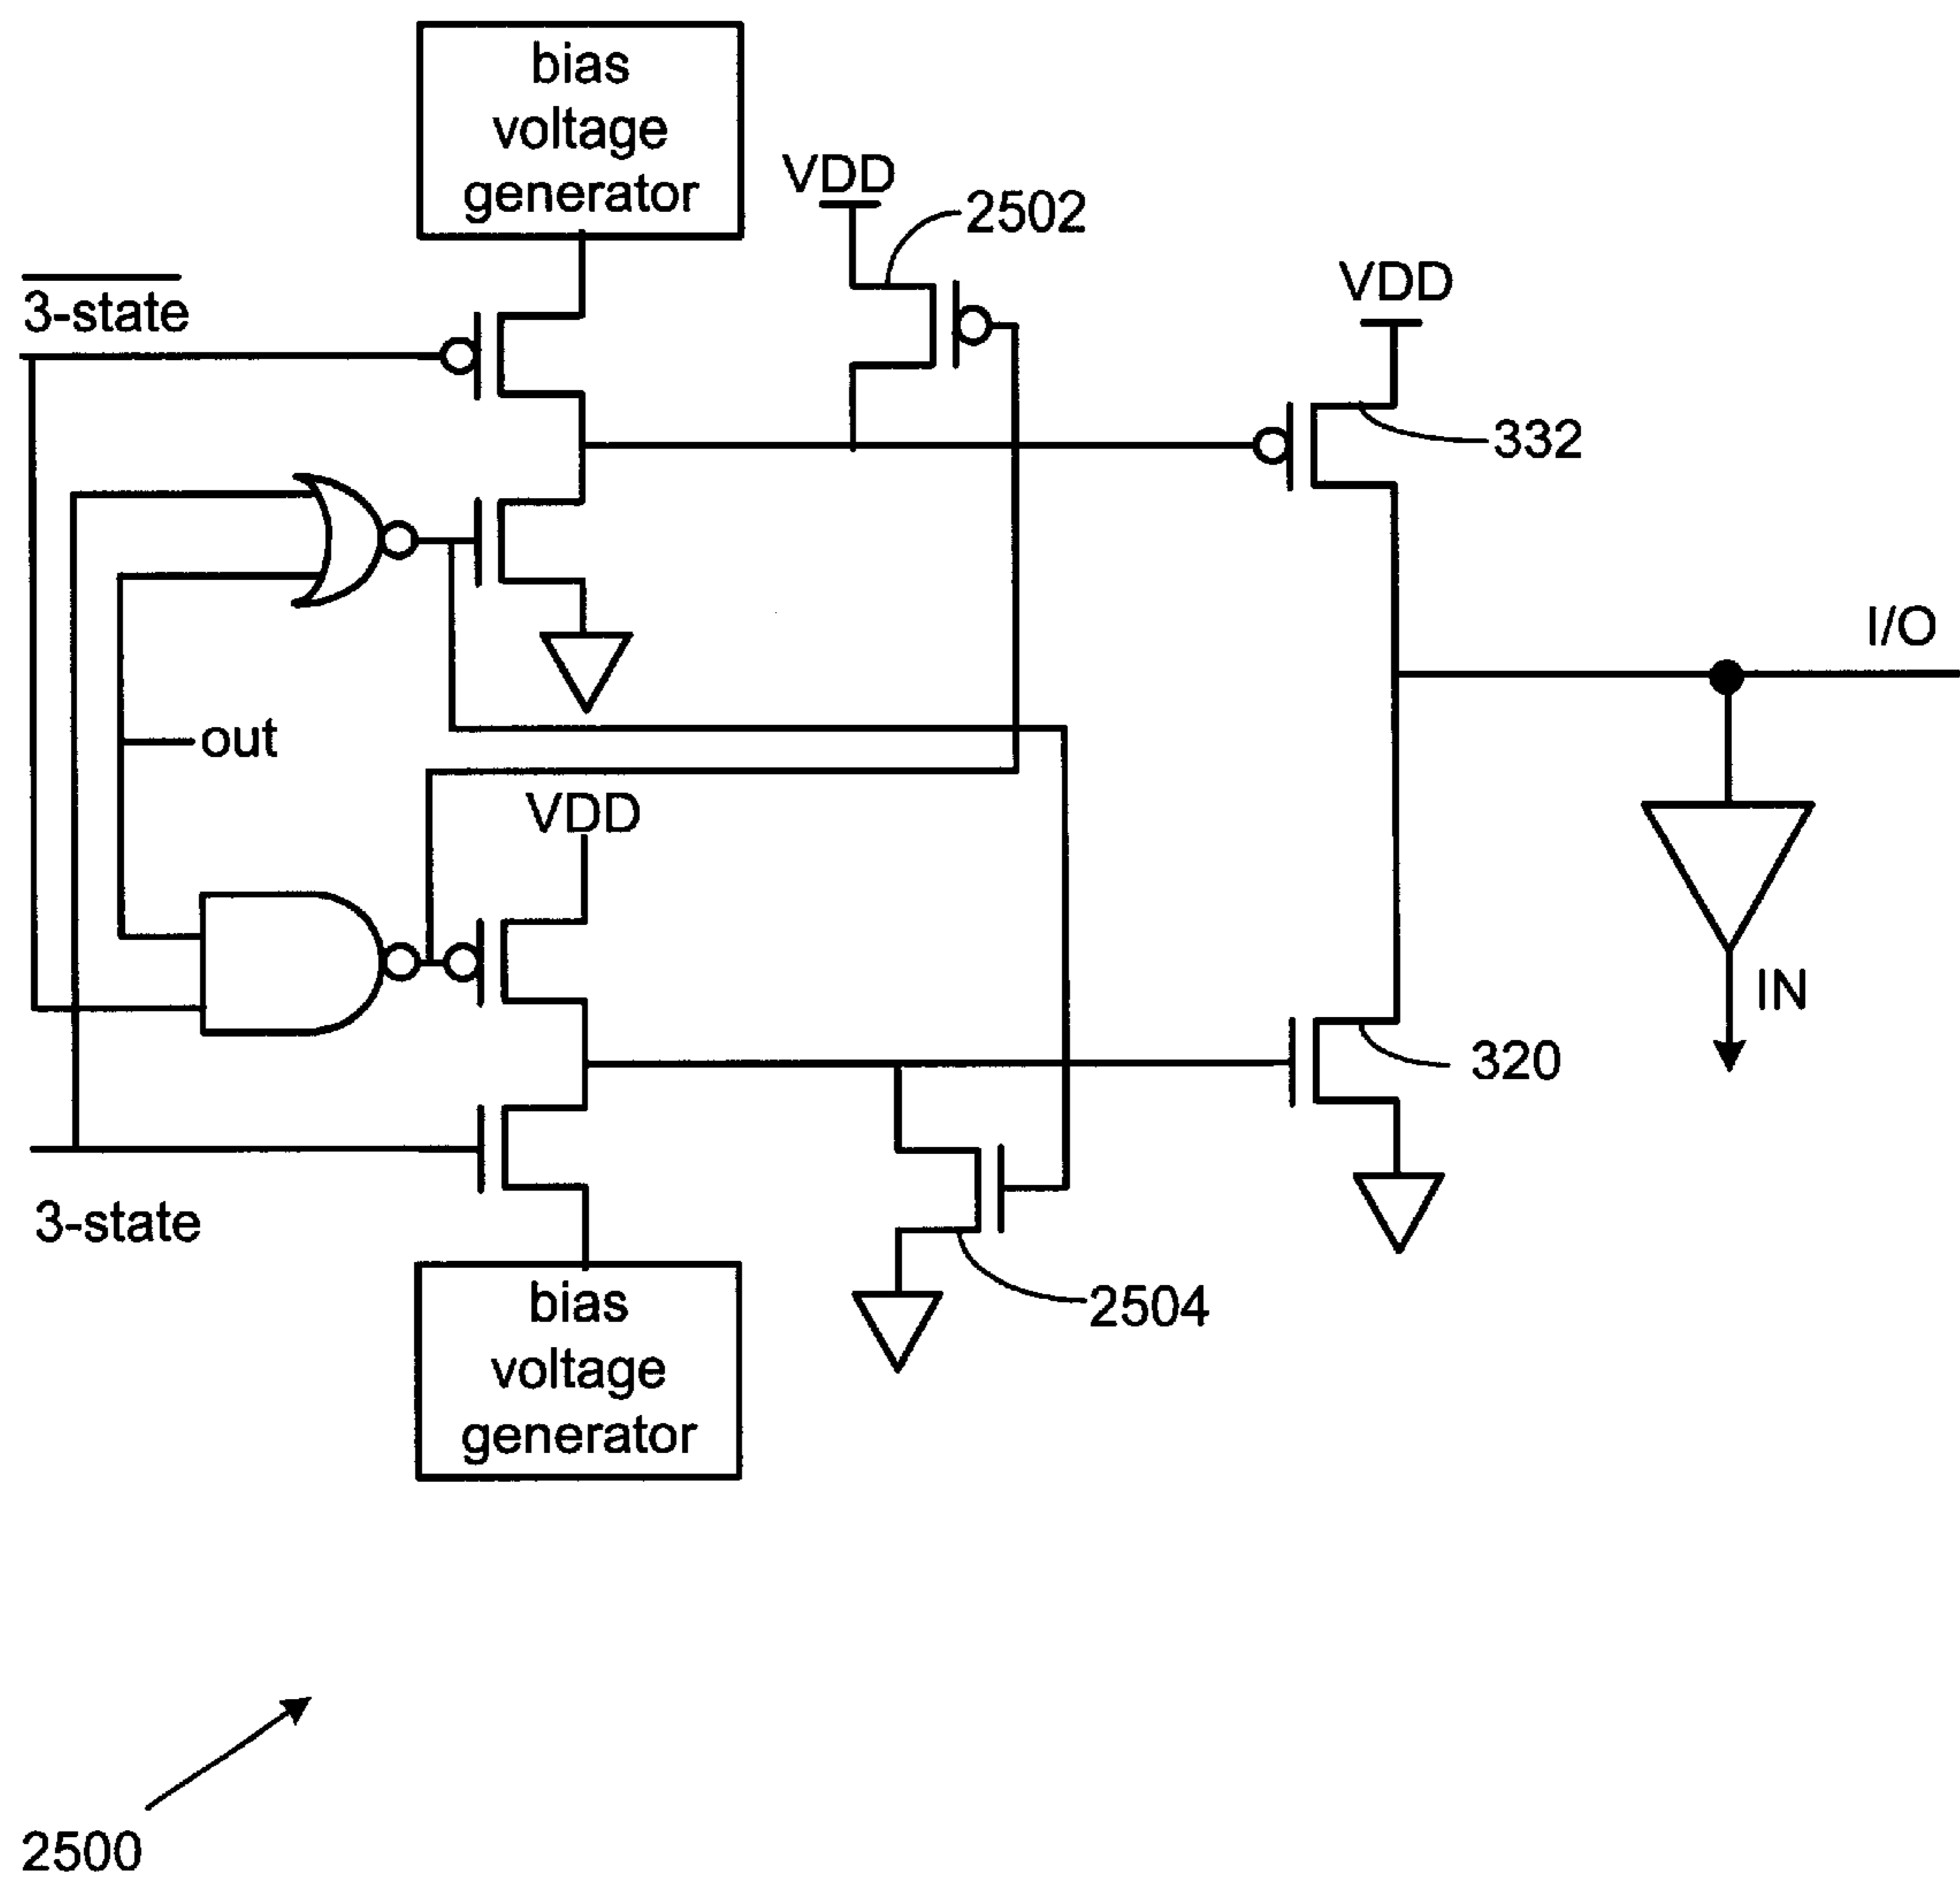 bias
voltage
generator
VDD
2502
3-state
VDD
332
I/O
out
VDD
IN
320
3-state
2504
bias
voltage
generator
2500